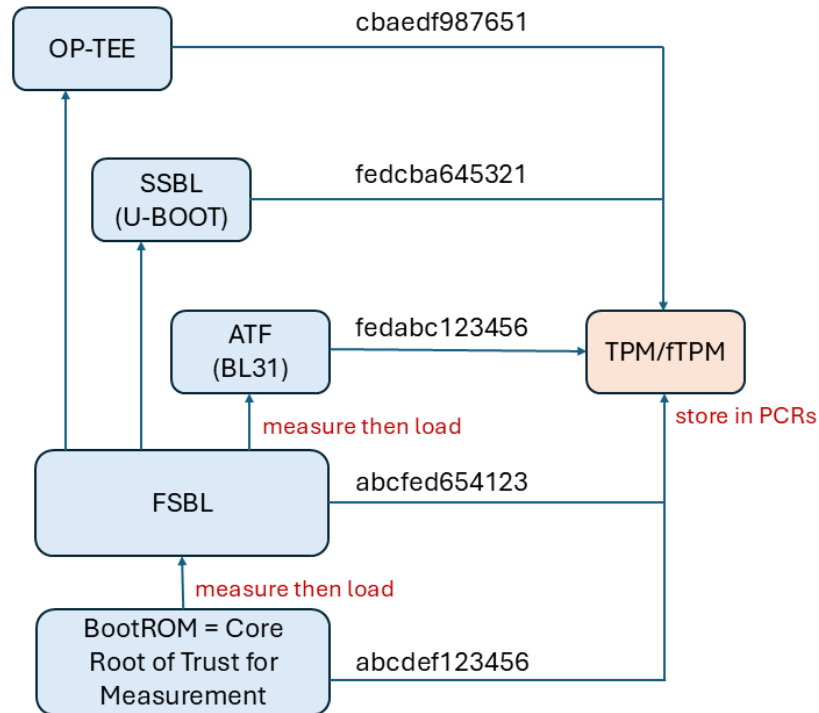 cbaedf987651
OP-TEE
SSBL
(U-BOOT)
fedcba645321
ATF
(BL31)
fedabc123456
TPM/fTPM
measure then load
store in PCRs
FSBL
abcfed654123
measure then load
BootROM = Core
Root of Trust for
Measurement
abcdef123456